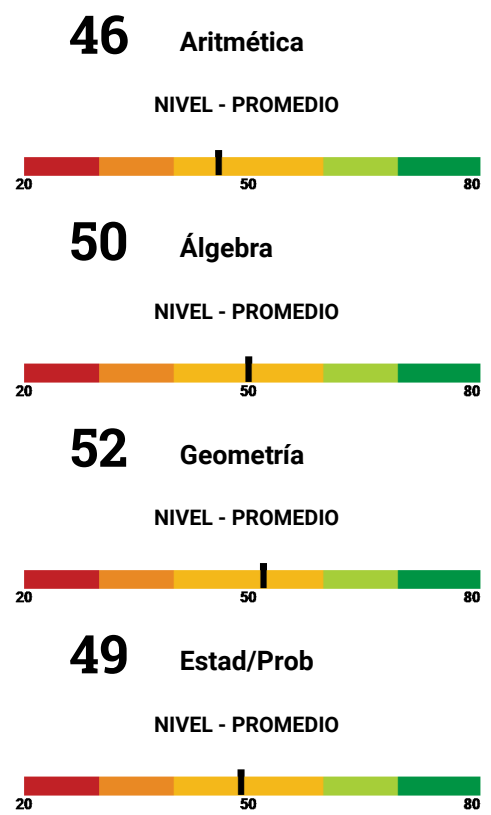 46 Aritmética
NIVEL - PROMEDIO
20 50 80
50 Álgebra
NIVEL - PROMEDIO
20 50 80
52 Geometría
NIVEL - PROMEDIO
20 50 80
49 Estad/Prob
NIVEL - PROMEDIO
20 50 80